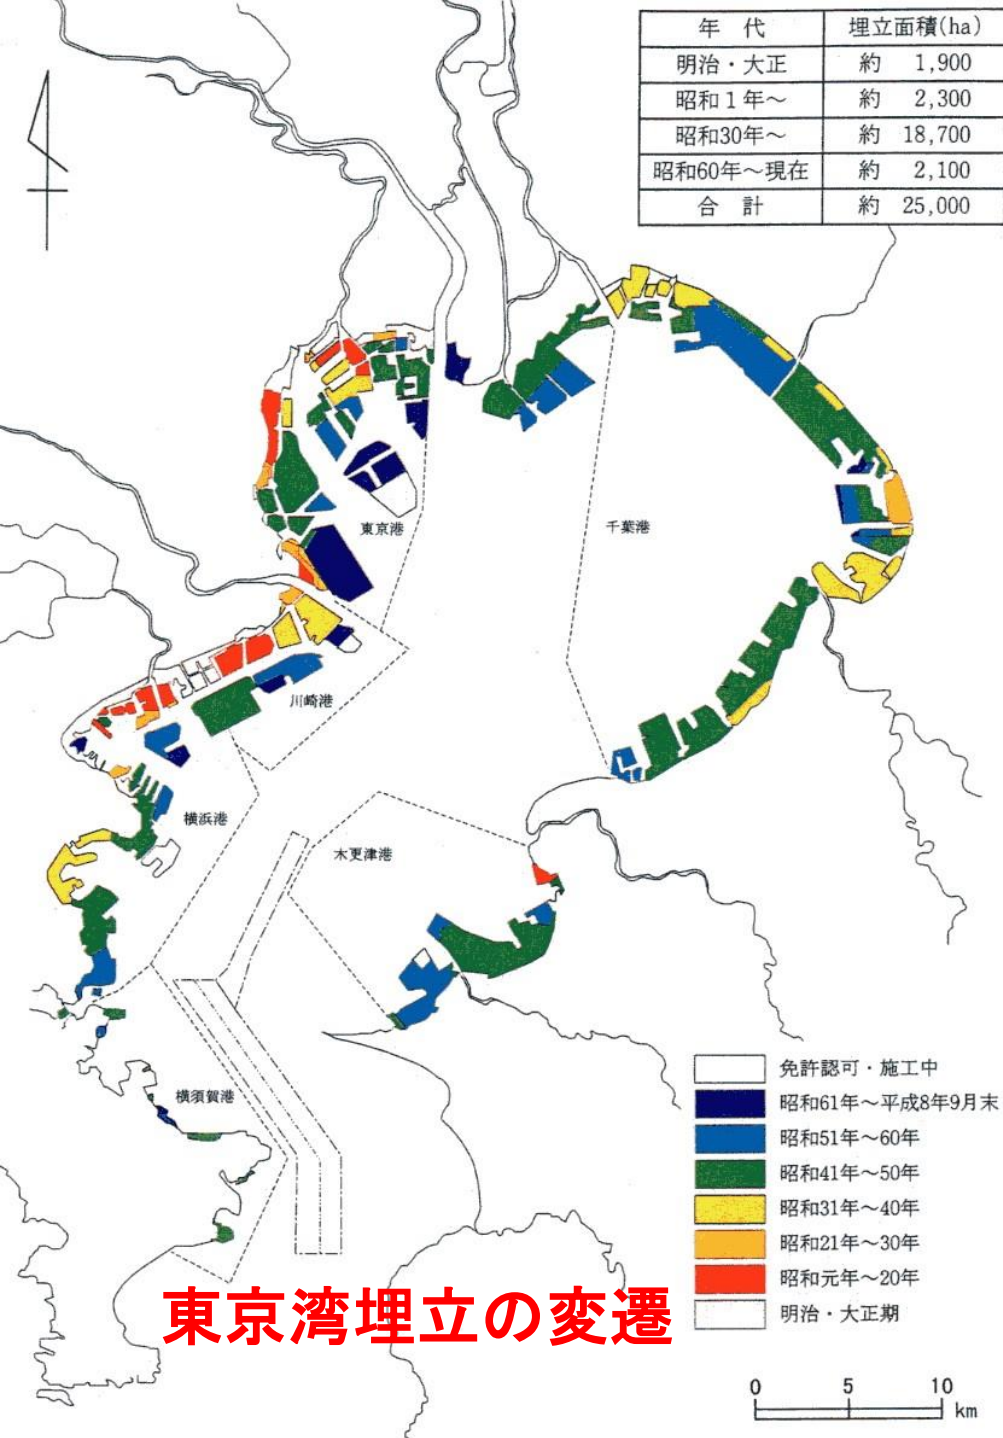 年 代 埋立面積(ha)
明治・大正 約 1,900
昭和1年～ 約 2,300
昭和30年～ 約 18,700
昭和60年～現在 約 2,100
合 計 約 25,000
東京港
千葉港
川崎港
横浜港
木更津港
横須賀港
免許認可・施工中
昭和61年～平成8年9月末
昭和51年～60年
昭和41年～50年
昭和31年～40年
昭和21年～30年
昭和元年～20年
明治・大正期
東京湾埋立の変遷
0 5 10
km